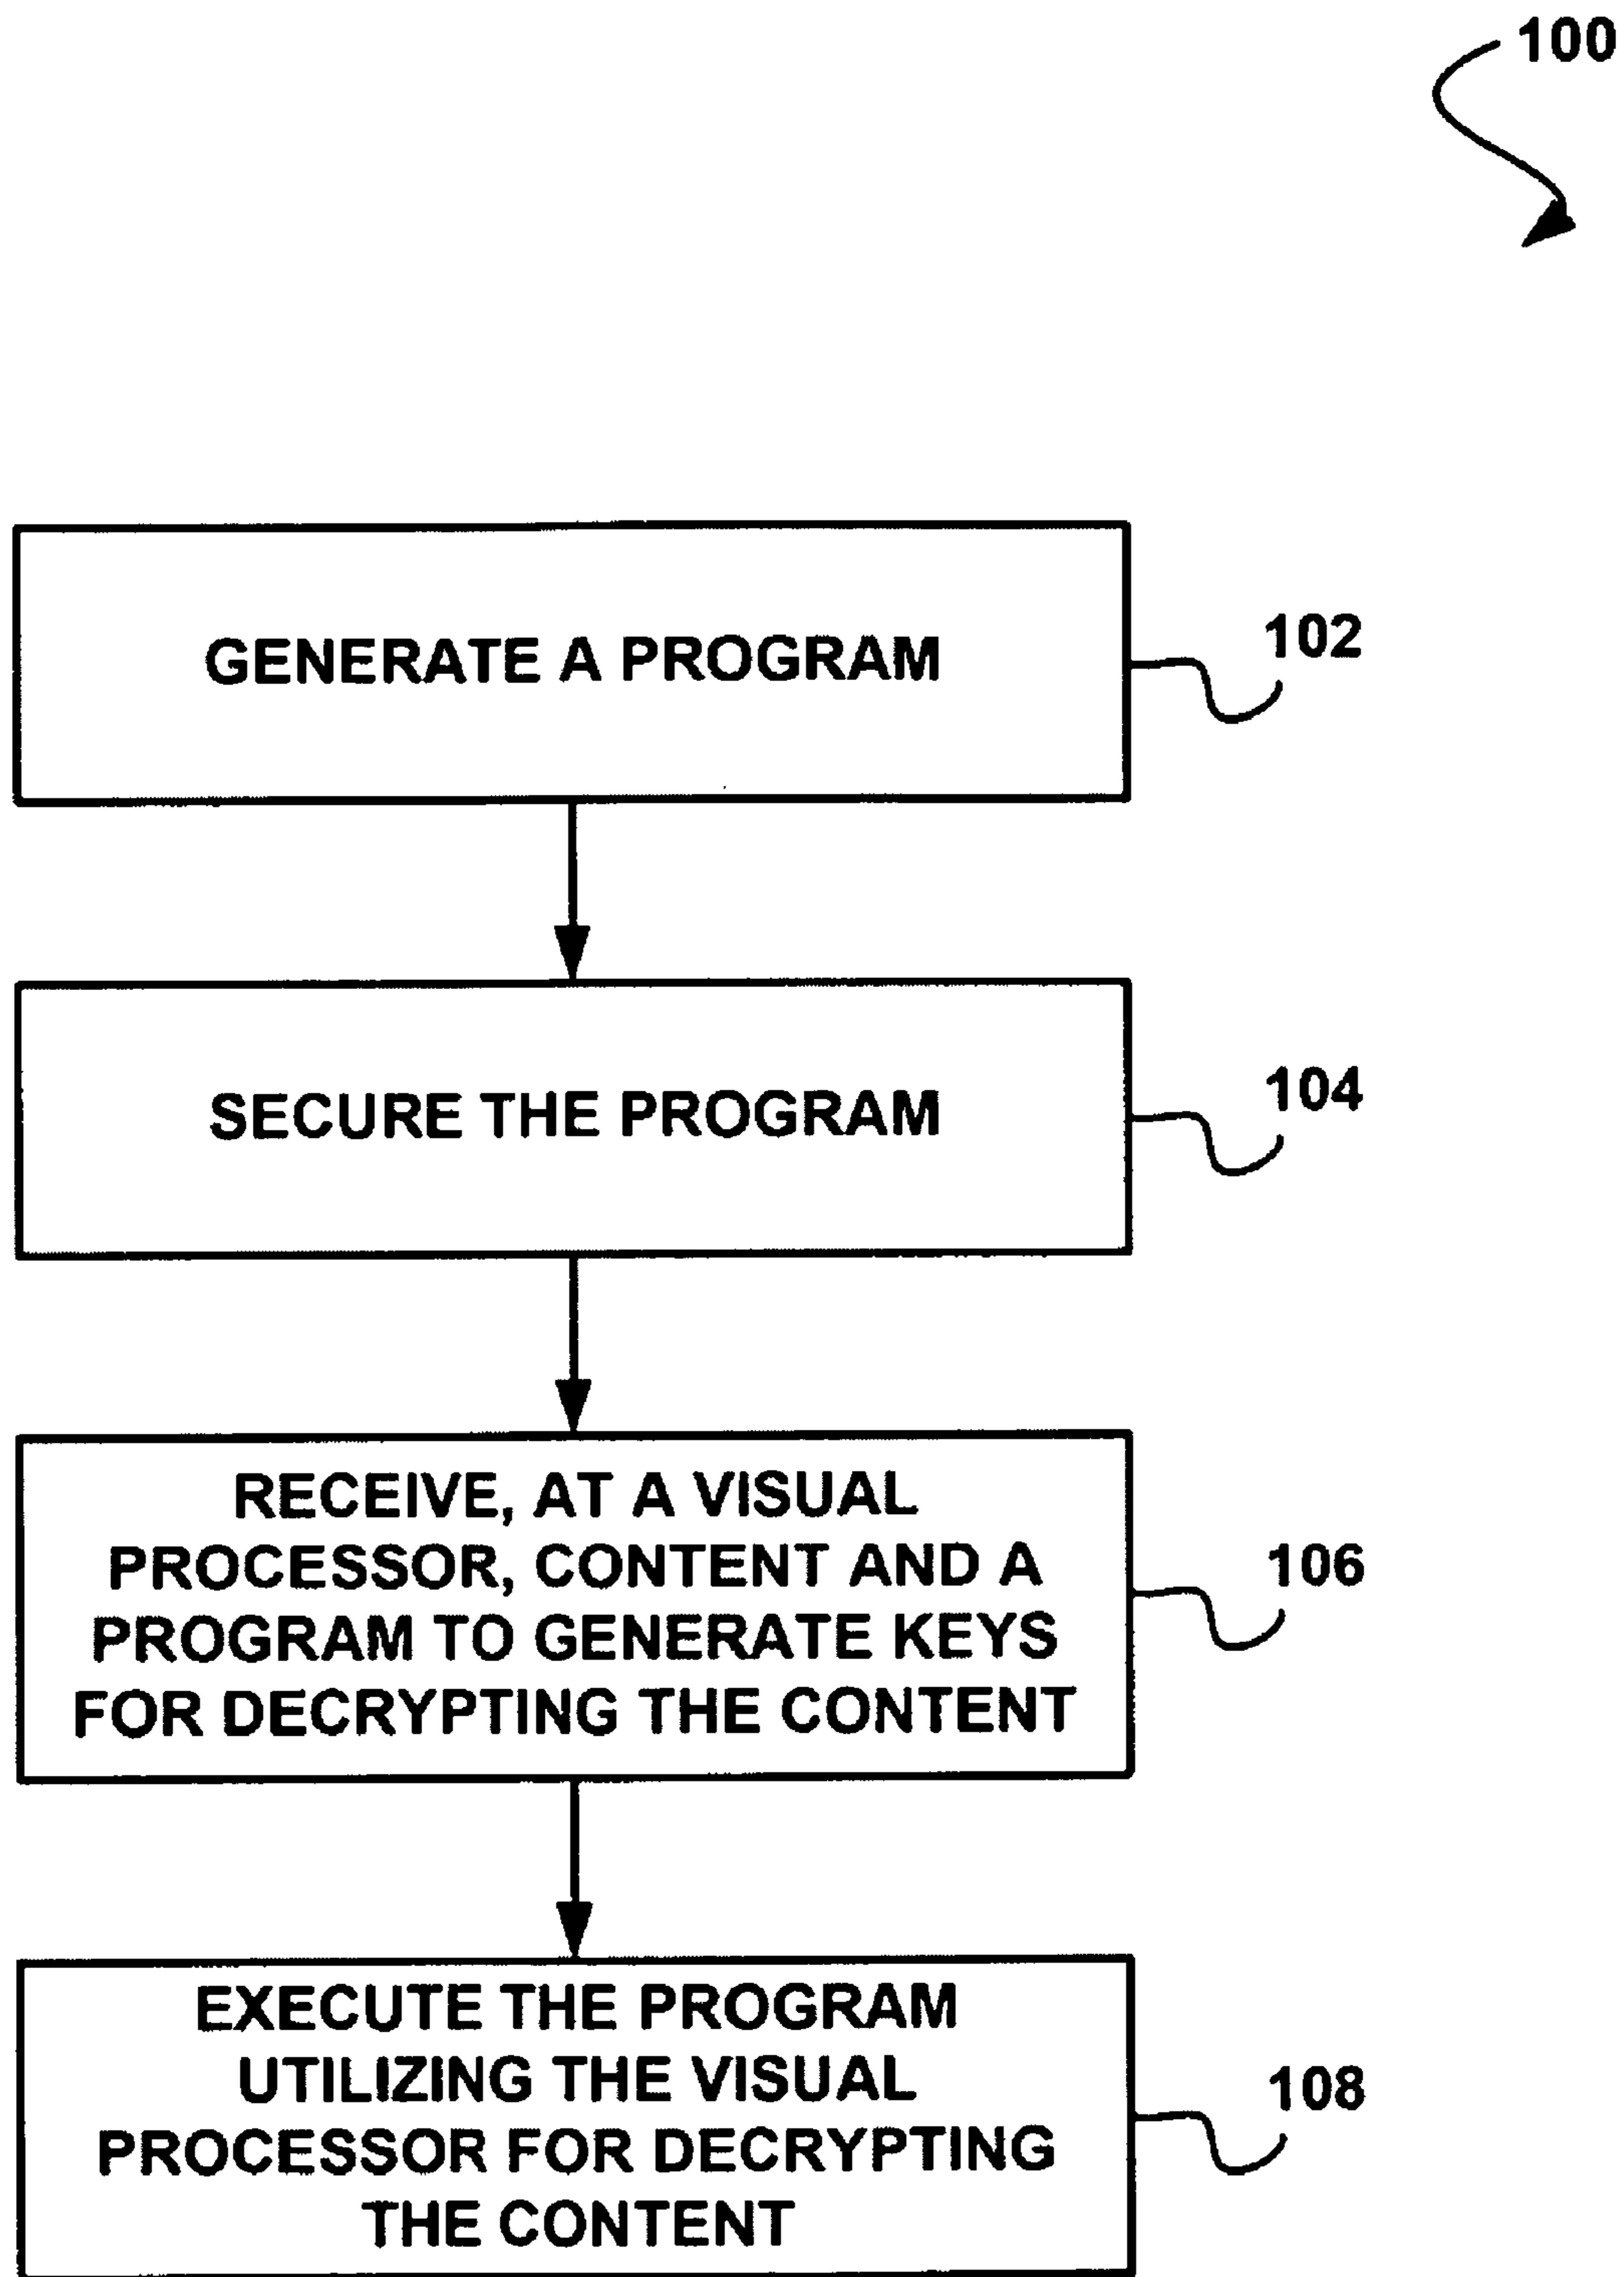 100
GENERATE A PROGRAM
102
SECURE THE PROGRAM
104
RECEIVE, AT A VISUAL
PROCESSOR, CONTENT AND A
PROGRAM TO GENERATE KEYS
FOR DECRYPTING THE CONTENT
106
EXECUTE THE PROGRAM
UTILIZING THE VISUAL
PROCESSOR FOR DECRYPTING
THE CONTENT
108